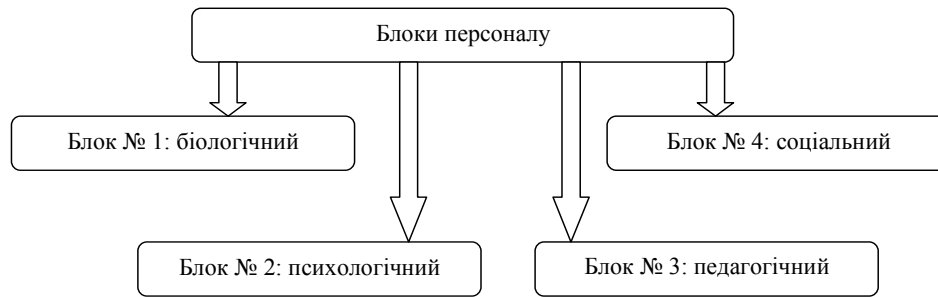 Блоки персоналу
Блок № 1: біологічний
Блок № 4: соціальний
Блок № 2: психологічний
Блок № 3: педагогічний